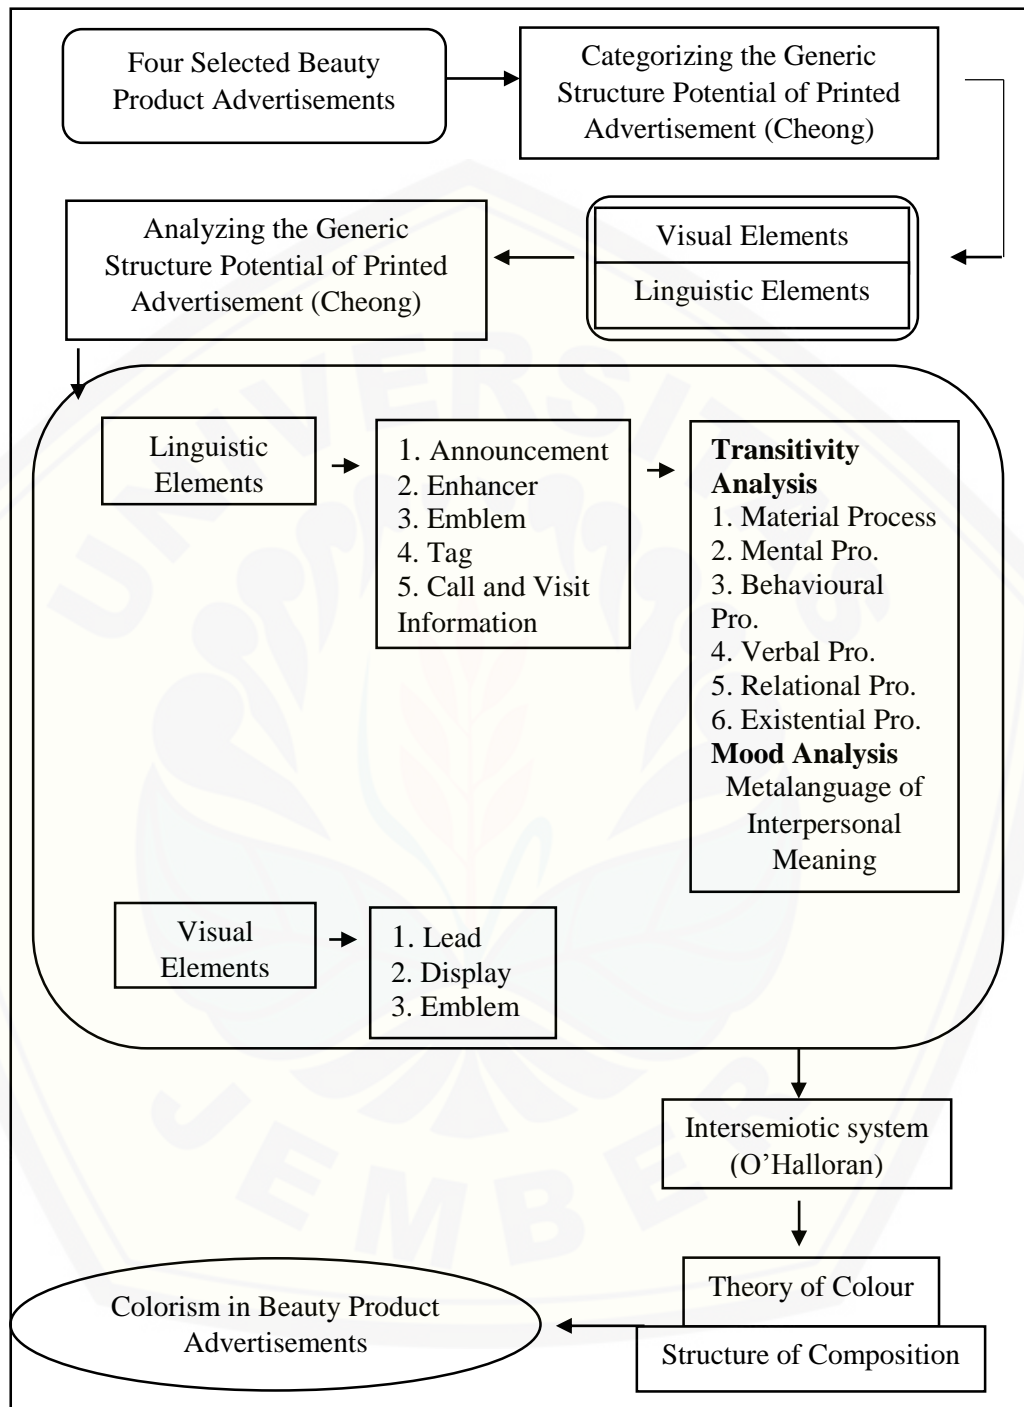 Four Selected Beauty
Product Advertisements
Categorizing the Generic
Structure Potential of Printed
Advertisement (Cheong)
Visual Elements
Linguistic Elements
Analyzing the Generic
Structure Potential of Printed
Advertisement (Cheong)
Linguistic
Elements
1. Announcement
2. Enhancer
3. Emblem
4. Tag
5. Call and Visit
Information
Transitivity
Analysis
1. Material Process
2. Mental Pro.
3. Behavioural
Pro.
4. Verbal Pro.
5. Relational Pro.
6. Existential Pro.
Mood Analysis
Metalanguage of
Interpersonal
Meaning
Visual
Elements
1. Lead
2. Display
3. Emblem
Intersemiotic system
(O’Halloran)
Theory of Colour
Structure of Composition
Colorism in Beauty Product
Advertisements
UNIVERSITAS
JEMBER